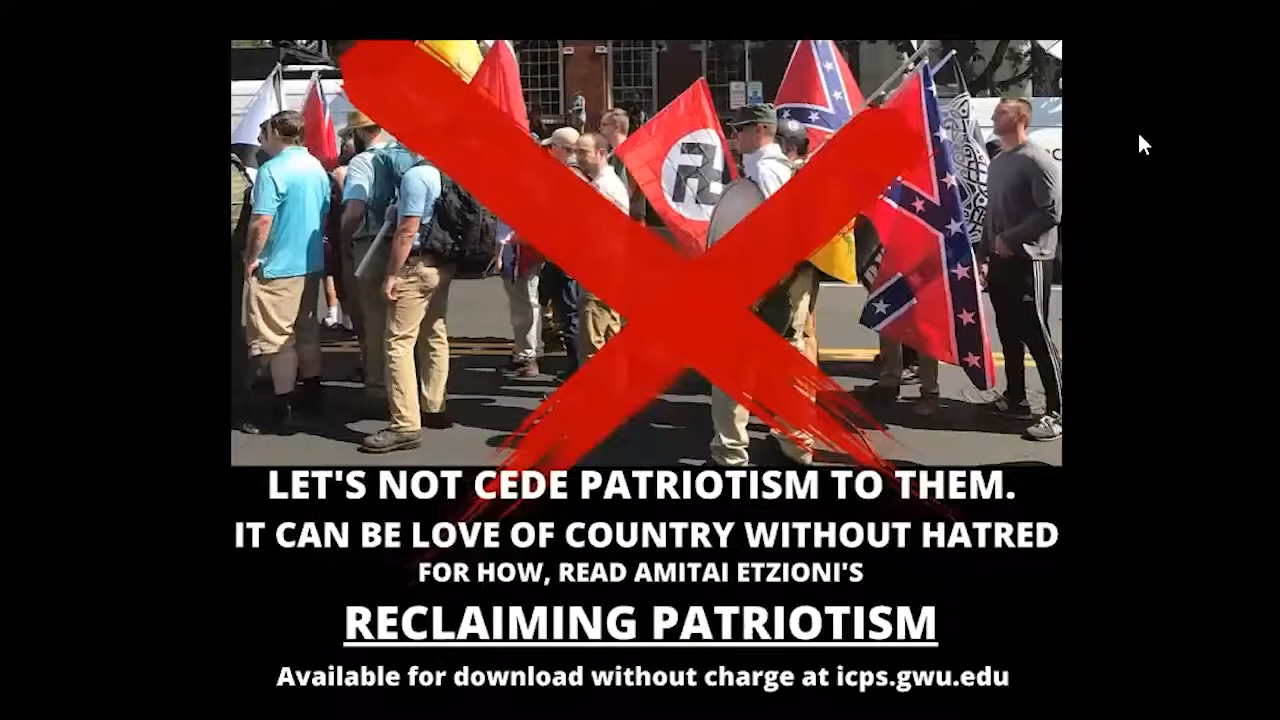 LET'S NOT CEDE PATRIOTISM TO THEM.
IT CAN BE LOVE OF COUNTRY WITHOUT HATRED
FOR HOW, READ AMITAI ETZIONI'S
RECLAIMING PATRIOTISM
Available for download without charge at icps.gwu.edu